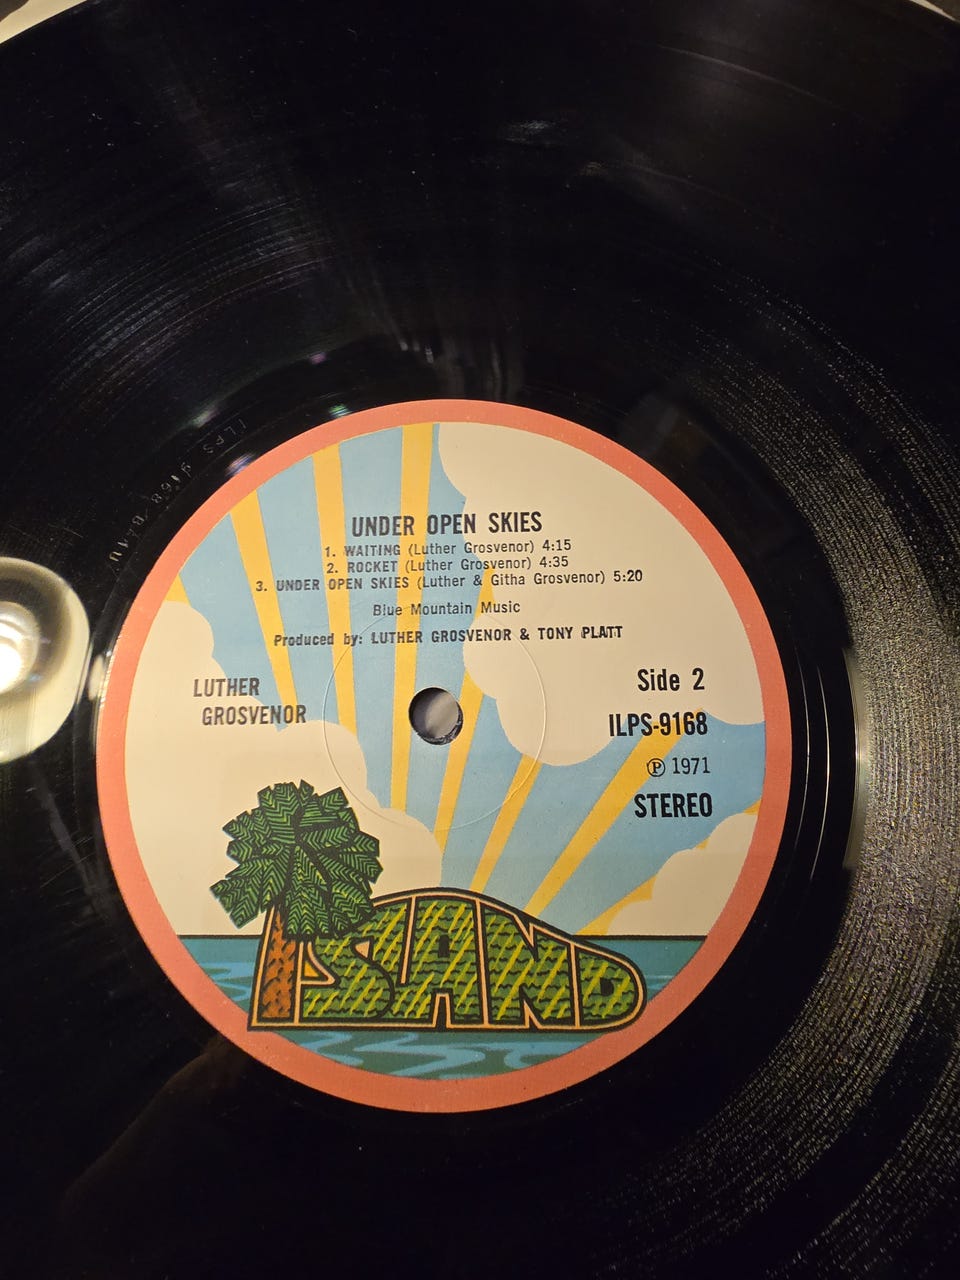 UNDER OPEN SKIES
1. WAITING (Luther Grosvenor) 4:15
2. ROCKET (Luther Grosvenor) 4:35
3. UNDER OPEN SKIES (Luther & Githa Grosvenor) 5:20
Blue Mountain Music
Produced by: LUTHER GROSVENOR & TONY PLATT
LUTHER
GROSVENOR
Side 2
ILPS-9168
Ⓟ 1971
STEREO
ISLAND
ILPS 9168